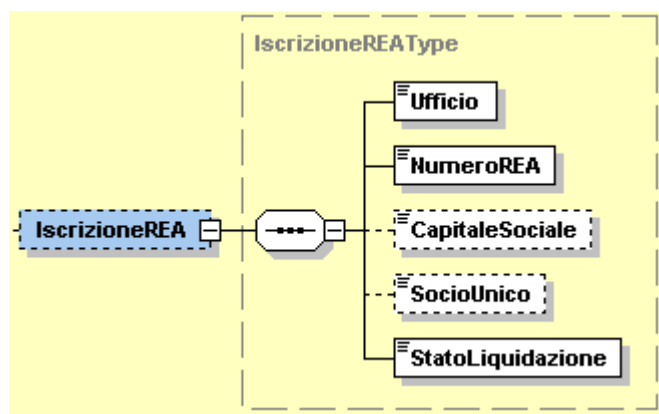 IscrizioneREAType
Ufficio
NumeroREA
IscrizioneREA
CapitaleSociale
SocioUnico
StatoLiquidazione